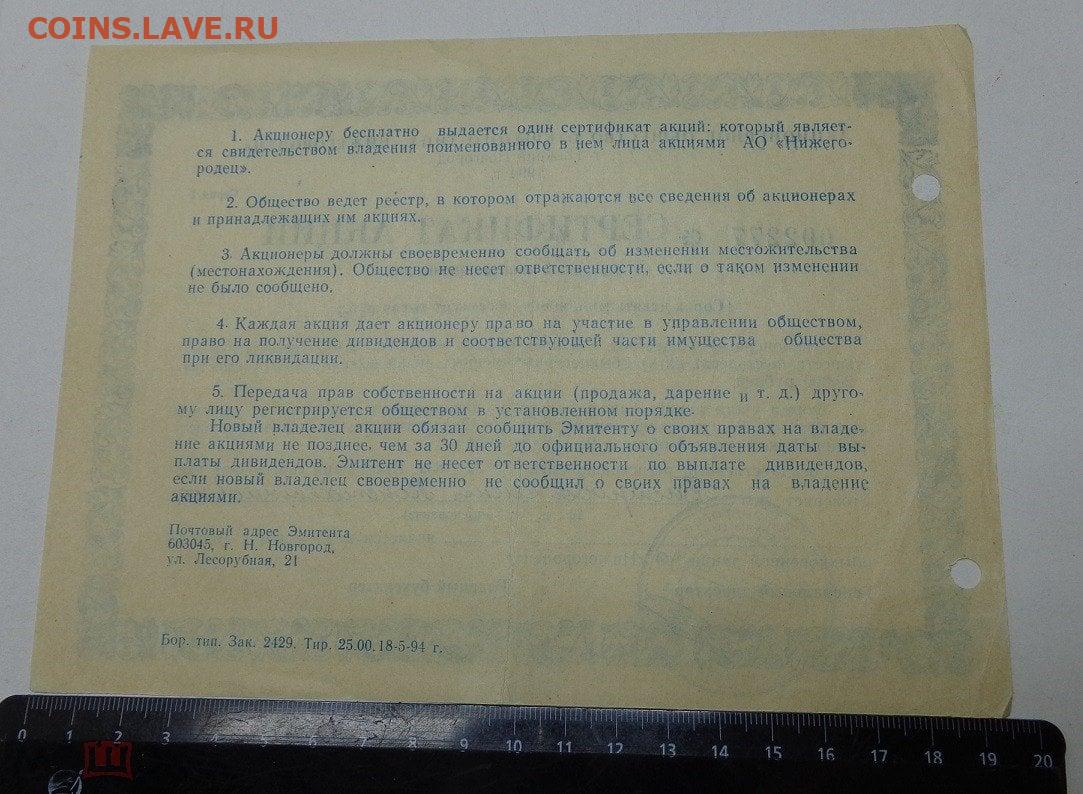 COINS.LAVE.RU
1. Акционеру бесплатно выдается один сертификат акций: который являет-
ся свидетельством владения поименованного в нем лица акциями АО «Нижего-
родец».
2. Общество ведет реестр, в котором отражаются все сведения об акционерах
и принадлежащих им акциях.
3. Акционеры должны своевременно сообщать об изменении местожительства
(местонахождения). Общество не несет ответственности, если о таком изменении
не было сообщено.
4. Каждая акция дает акционеру право на участие в управлении обществом,
право на получение дивидендов и соответствующей части имущества общества
при его ликвидации.
5. Передача прав собственности на акции (продажа, дарение и т. д.) друго-
му лицу регистрируется обществом в установленном порядке.
Новый владелец акции обязан сообщить Эмитенту о своих правах на владе-
ние акциями не позднее, чем за 30 дней до официального объявления даты вы-
платы дивидендов. Эмитент не несет ответственности по выплате дивидендов,
если новый владелец своевременно не сообщил о своих правах на владение
акциями.
Почтовый адрес Эмитента
603045, г. Н. Новгород,
ул. Лесорубная, 21
Бор. тип. Зак. 2429. Тир. 25.00. 18-5-94 г.
0 1 2 3 4 5 6 7 8 9 10 11 12 13 14 15 16 17 18 19 20